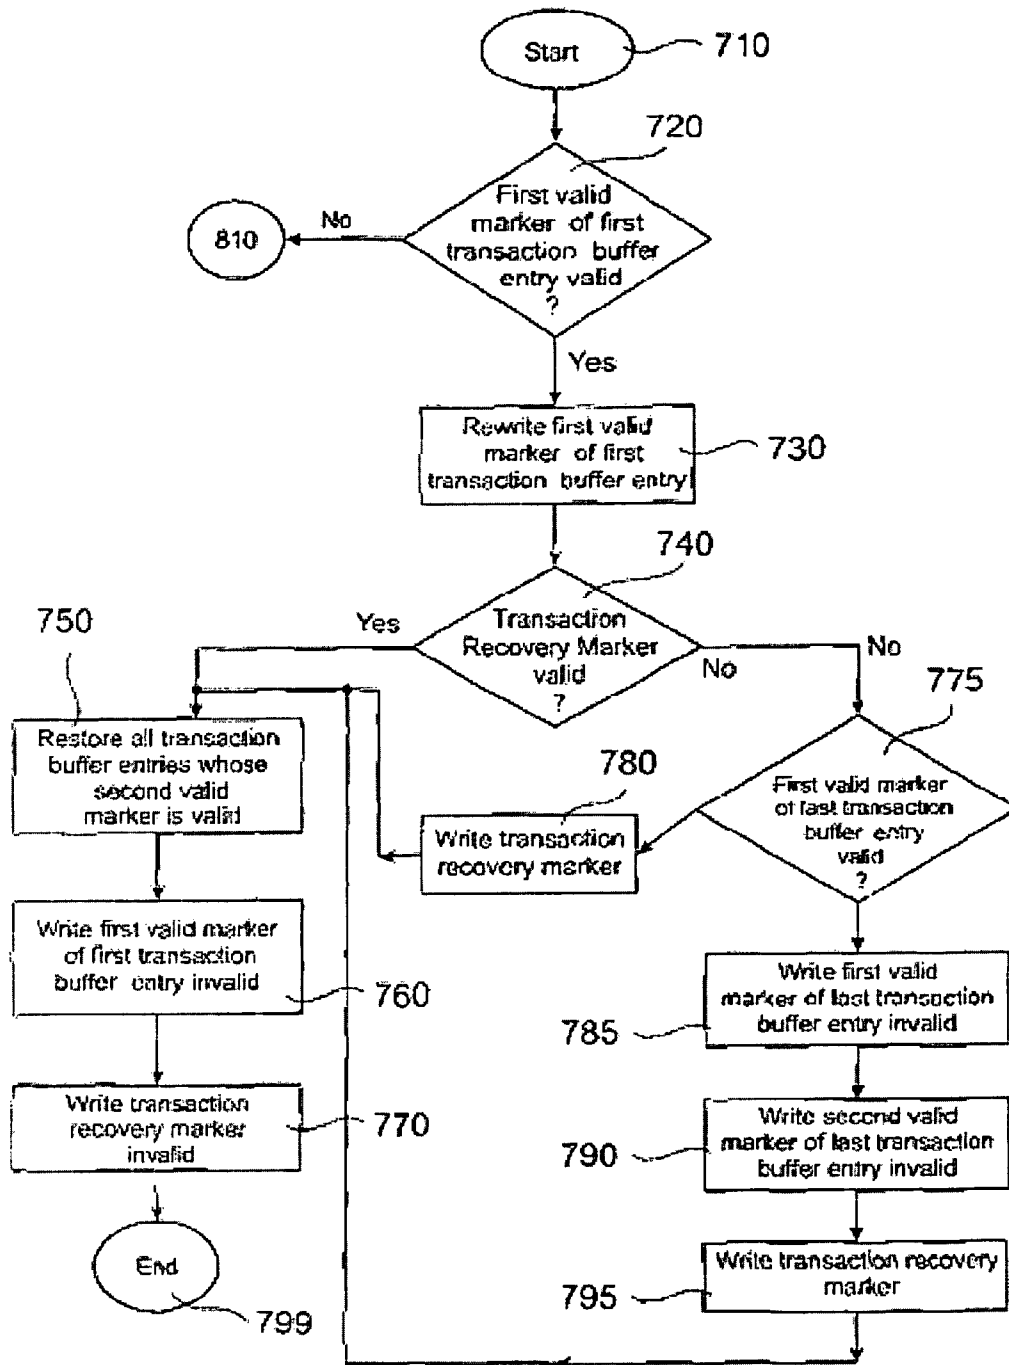 Start
710
720
First valid
marker of first
transaction buffer
entry valid
?
No
810
Yes
Rewrite first valid
marker of first
transaction buffer entry
730
740
Transaction
Recovery Marker
valid
?
Yes
No
No
750
Restore all transaction
buffer entries whose
second valid
marker is valid
775
First valid marker
of last transaction
buffer entry
valid
?
780
Write transaction
recovery marker
Write first valid marker
of first transaction
buffer entry invalid
760
Write first valid
marker of last transaction
buffer entry invalid
785
Write transaction
recovery marker
invalid
770
Write second valid
marker of last transaction
buffer entry invalid
790
End
799
Write transaction recovery
marker
795